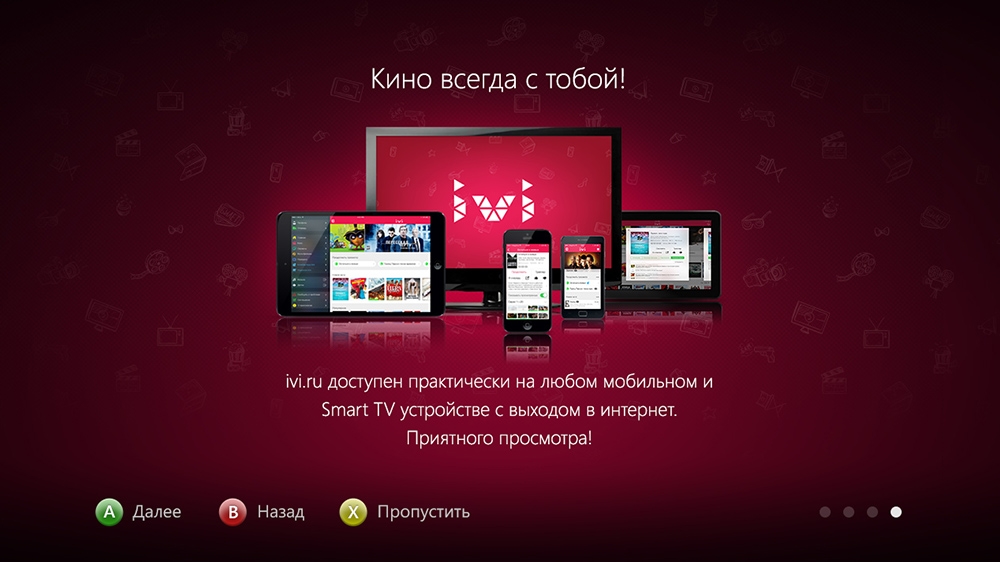 Кино всегда с тобой!
ivi
ivi
ivi.ru доступен практически на любом мобильном и
Smart TV устройстве с выходом в интернет.
Приятного просмотра!
A Далее
B Назад
X Пропустить